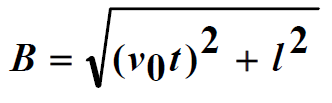 B = √((v₀t)² + l²)